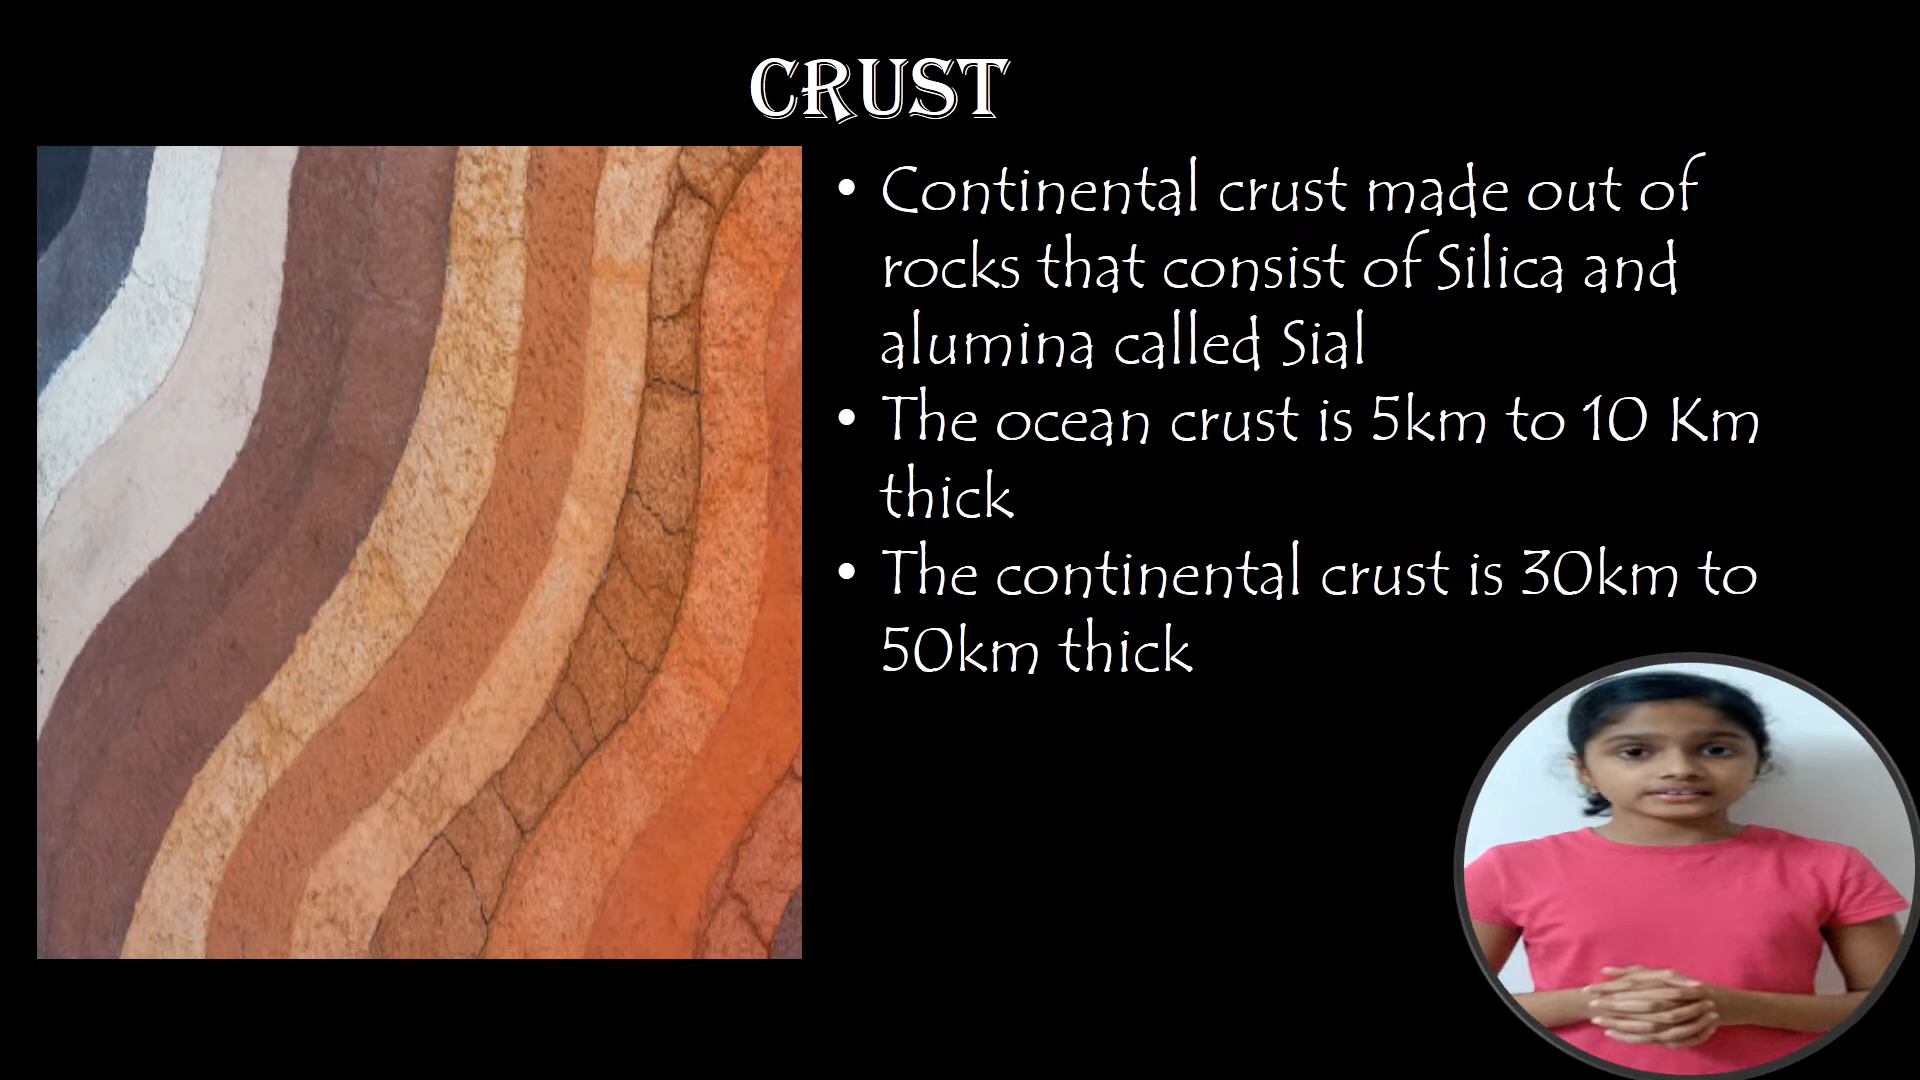 CRUST
• Continental crust made out of
rocks that consist of Silica and
alumina called Sial
• The ocean crust is 5km to 10 Km
thick
• The continental crust is 30km to
50km thick